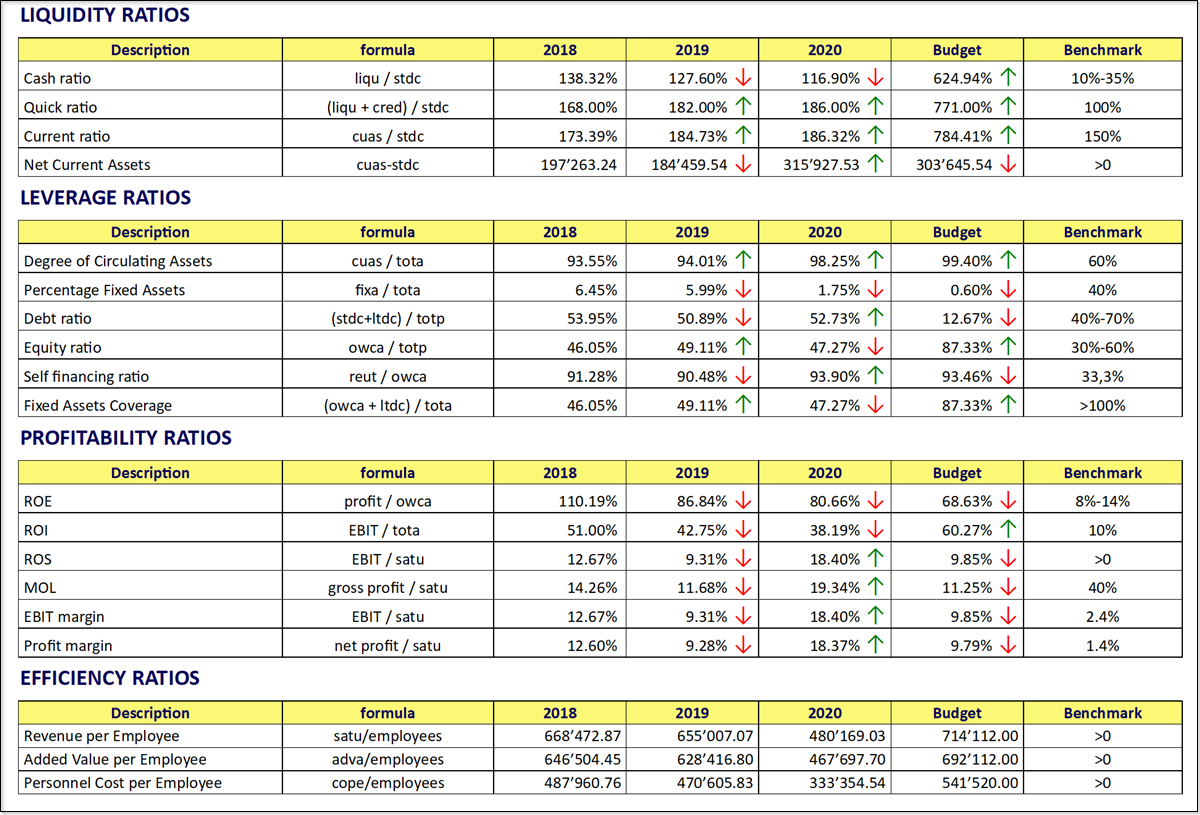 LIQUIDITY RATIOS
Description formula 2018 2019 2020 Budget Benchmark
Cash ratio liqu / stdc 138.32% 127.60% ↓ 116.90% ↓ 624.94% ↑ 10%-35%
Quick ratio (liqu + cred) / stdc 168.00% 182.00% ↑ 186.00% ↑ 771.00% ↑ 100%
Current ratio cuas / stdc 173.39% 184.73% ↑ 186.32% ↑ 784.41% ↑ 150%
Net Current Assets cuas-stdc 197’263.24 184’459.54 ↓ 315’927.53 ↑ 303’645.54 ↓ >0
LEVERAGE RATIOS
Description formula 2018 2019 2020 Budget Benchmark
Degree of Circulating Assets cuas / tota 93.55% 94.01% ↑ 98.25% ↑ 99.40% ↑ 60%
Percentage Fixed Assets fixa / tota 6.45% 5.99% ↓ 1.75% ↓ 0.60% ↓ 40%
Debt ratio (stdc+ltdc) / totp 53.95% 50.89% ↓ 52.73% ↑ 12.67% ↓ 40%-70%
Equity ratio owca / totp 46.05% 49.11% ↑ 47.27% ↓ 87.33% ↑ 30%-60%
Self financing ratio reut / owca 91.28% 90.48% ↓ 93.90% ↑ 93.46% ↓ 33,3%
Fixed Assets Coverage (owca + ltdc) / tota 46.05% 49.11% ↑ 47.27% ↓ 87.33% ↑ >100%
PROFITABILITY RATIOS
Description formula 2018 2019 2020 Budget Benchmark
ROE profit / owca 110.19% 86.84% ↓ 80.66% ↓ 68.63% ↓ 8%-14%
ROI EBIT / tota 51.00% 42.75% ↓ 38.19% ↓ 60.27% ↑ 10%
ROS EBIT / satu 12.67% 9.31% ↓ 18.40% ↑ 9.85% ↓ >0
MOL gross profit / satu 14.26% 11.68% ↓ 19.34% ↑ 11.25% ↓ 40%
EBIT margin EBIT / satu 12.67% 9.31% ↓ 18.40% ↑ 9.85% ↓ 2.4%
Profit margin net profit / satu 12.60% 9.28% ↓ 18.37% ↑ 9.79% ↓ 1.4%
EFFICIENCY RATIOS
Description formula 2018 2019 2020 Budget Benchmark
Revenue per Employee satu/employees 668’472.87 655’007.07 480’169.03 714’112.00 >0
Added Value per Employee adva/employees 646’504.45 628’416.80 467’697.70 692’112.00 >0
Personnel Cost per Employee cope/employees 487’960.76 470’605.83 333’354.54 541’520.00 >0